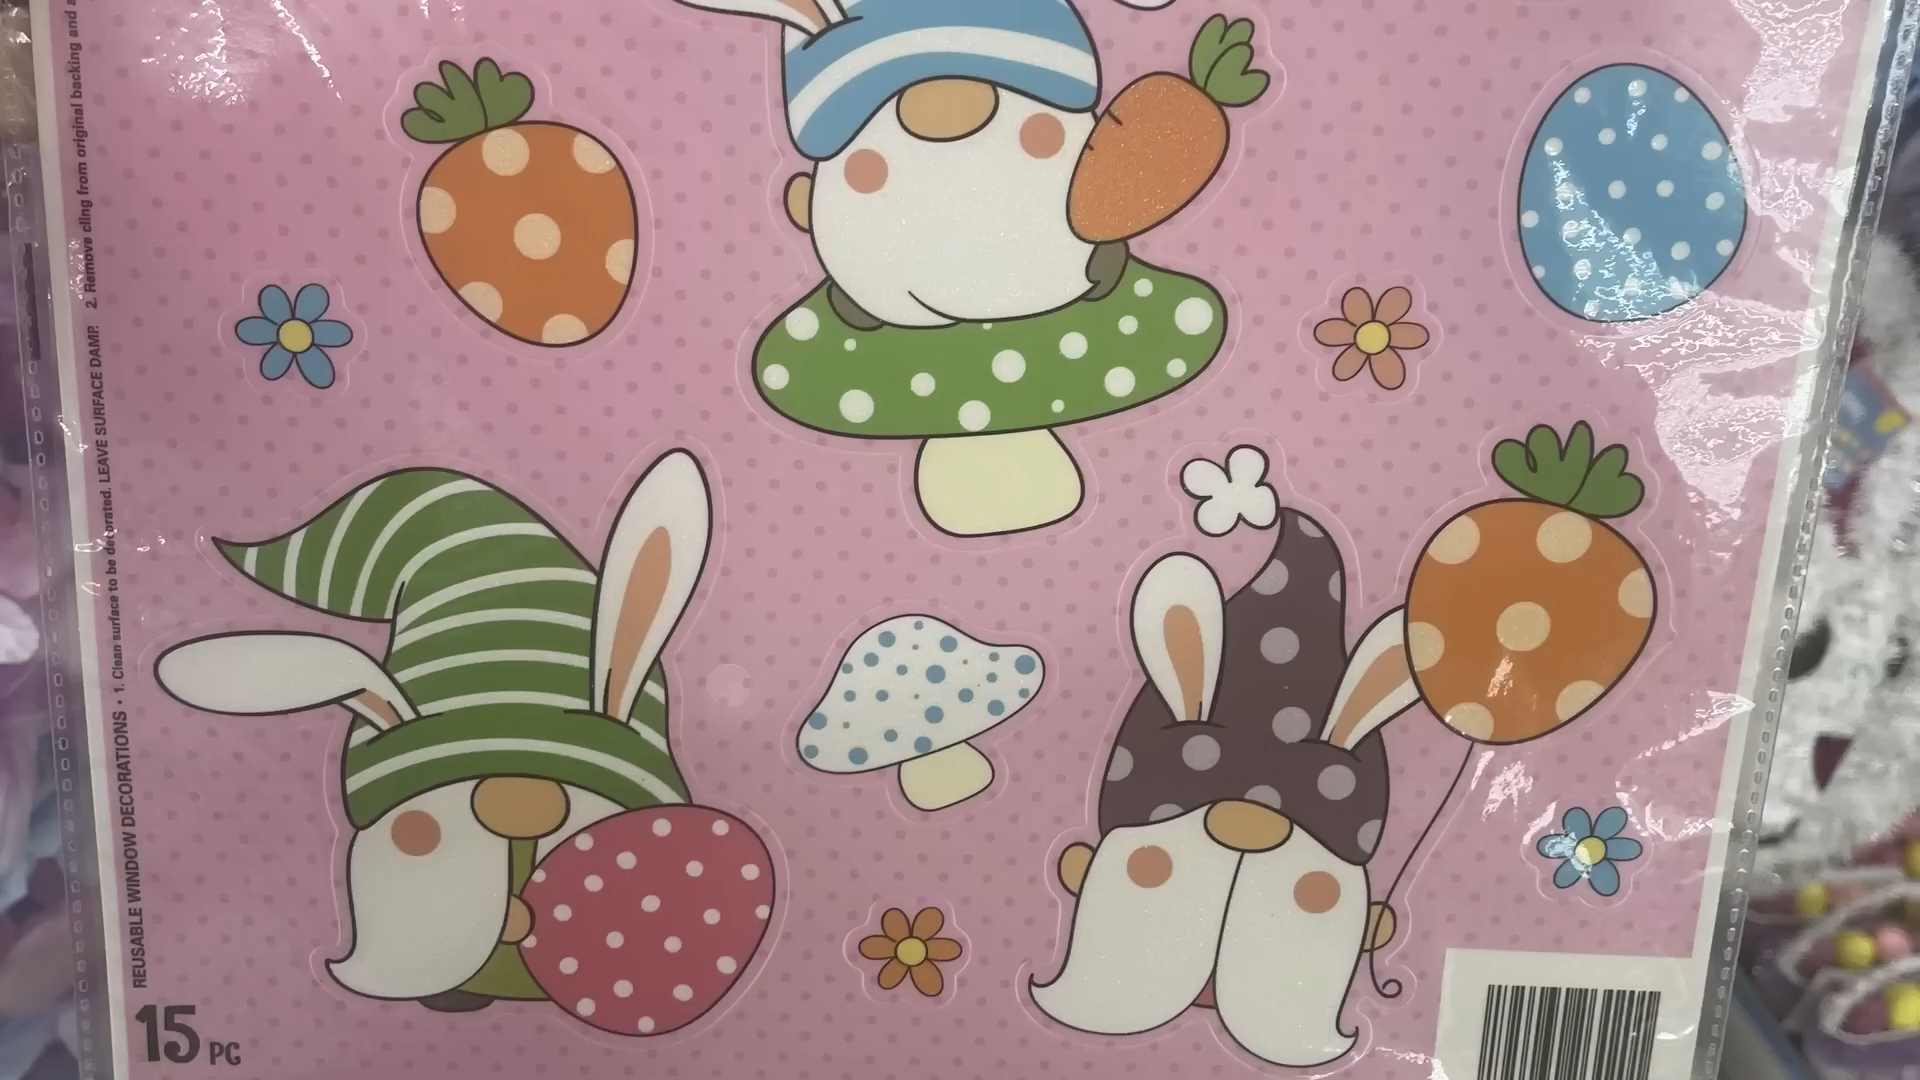 REUSABLE WINDOW DECORATIONS • 1. Clean surface to be decorated. LEAVE SURFACE DAMP. 2. Remove cling from original backing and
15 PC